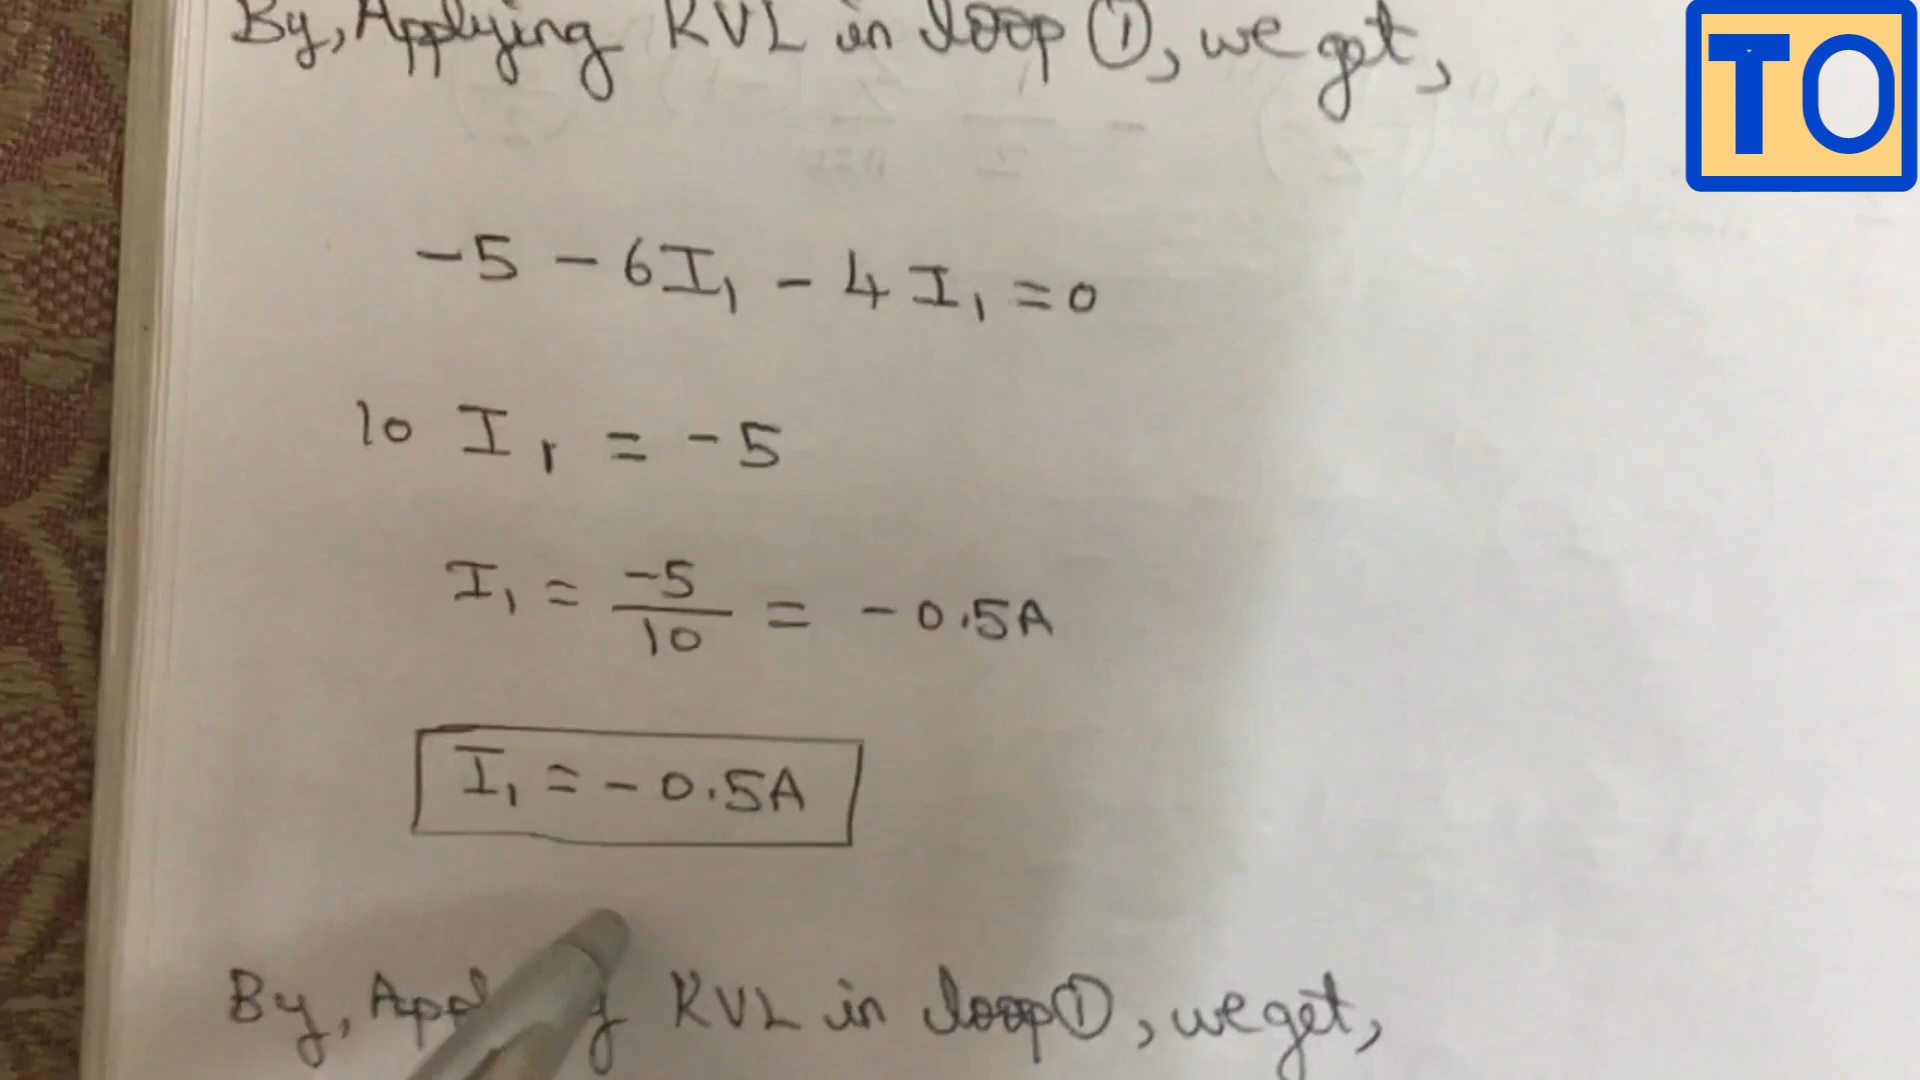 By, Applying KVL in loop ①, we get,
TO
-5 - 6I₁ - 4I₁ = 0
10 I₁ = -5
I₁ = -5/10 = -0.5A
I₁ = -0.5A
By, KVL in loop ①, we get,